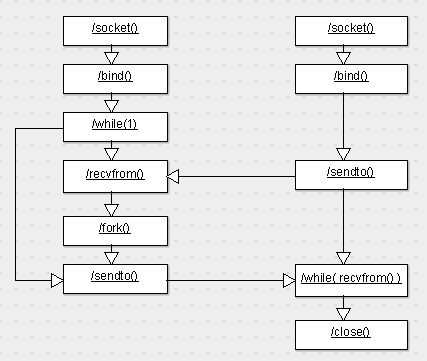 /socket()
/bind()
/while(1)
/recvfrom()
/fork()
/sendto()
/socket()
/bind()
/sendto()
/while( recvfrom() )
/close()